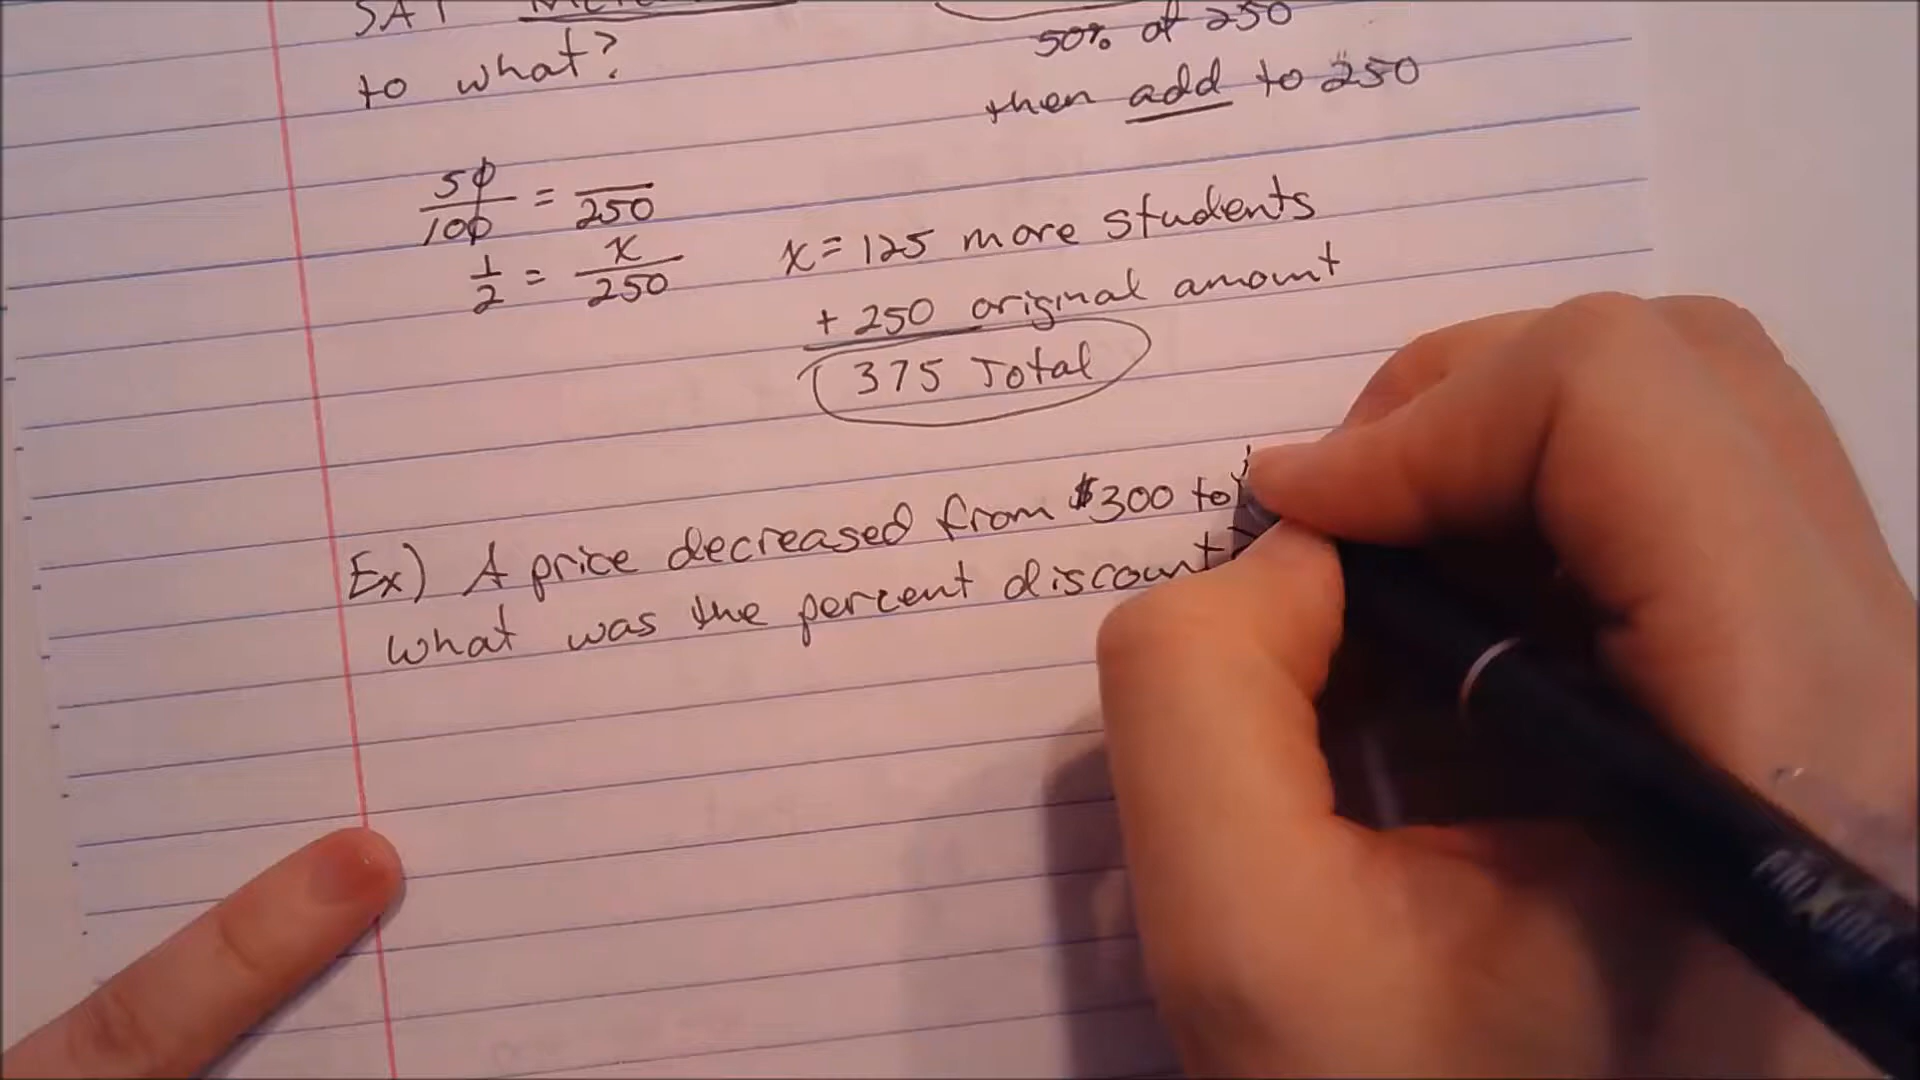 SAT
to what?
50% of 250
then add to 250
50/100 = __/250
1/2 = x/250
x = 125 more students
+ 250 original amount
375 Total
Ex) A price decreased from $300 to
What was the percent discount